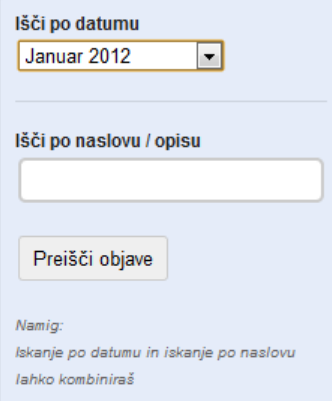 Išči po datumu
Januar 2012
Išči po naslovu / opisu
Preišči objave
Namig:
Iskanje po datumu in iskanje po naslovu
lahko kombiniraš